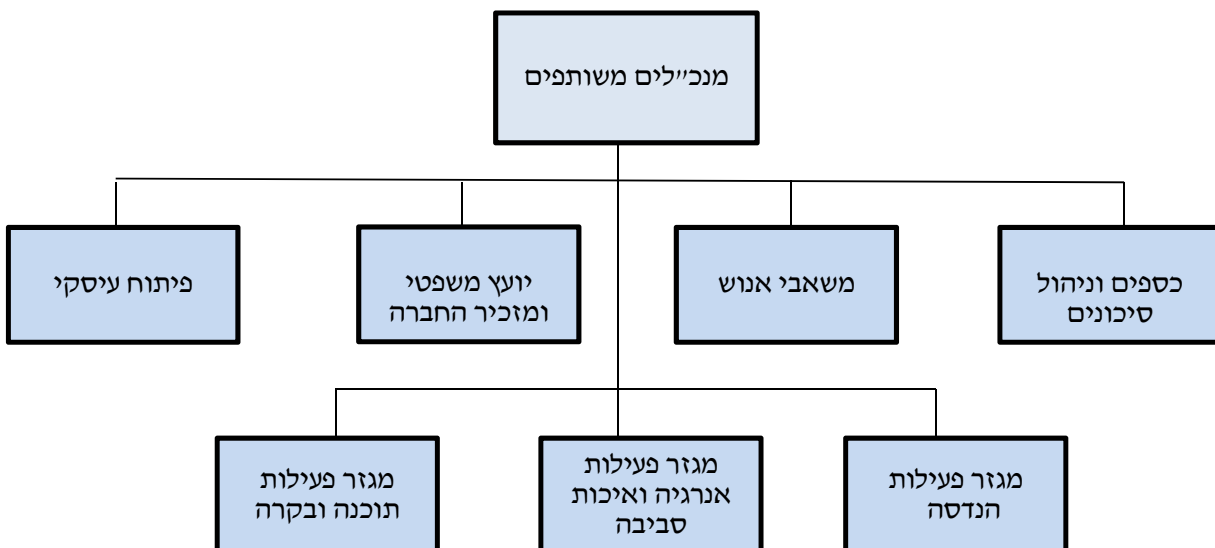 מנכ״לים משותפים
כספים וניהול
סיכונים
משאבי אנוש
יועץ משפטי
ומזכיר החברה
פיתוח עיסקי
מגזר פעילות
הנדסה
מגזר פעילות
אנרגיה ואיכות
סביבה
מגזר פעילות
תוכנה ובקרה